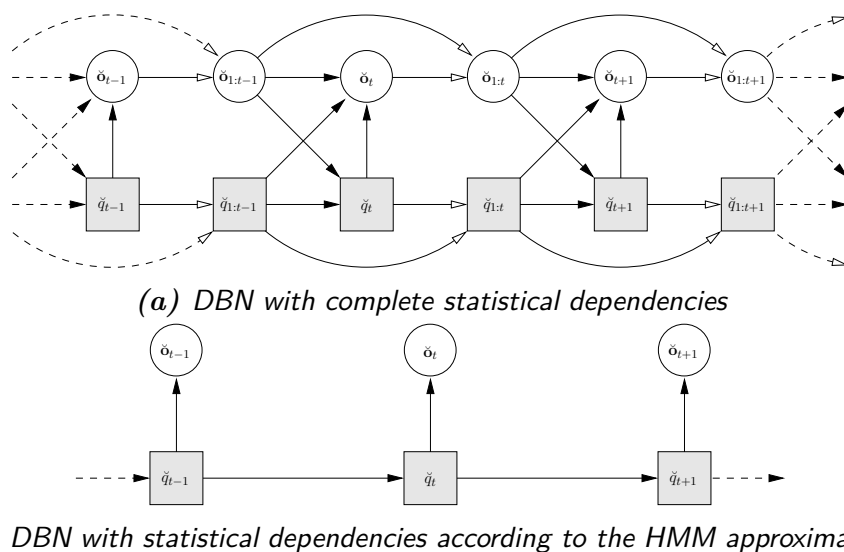 ŏ_{t−1} ŏ_{1:t−1} ŏ_t ŏ_{1:t} ŏ_{t+1} ŏ_{1:t+1}
q̆_{t−1} q̆_{1:t−1} q̆_t q̆_{1:t} q̆_{t+1} q̆_{1:t+1}
(a) DBN with complete statistical dependencies
ŏ_{t−1} ŏ_t ŏ_{t+1}
q̆_{t−1} q̆_t q̆_{t+1}
DBN with statistical dependencies according to the HMM approxima